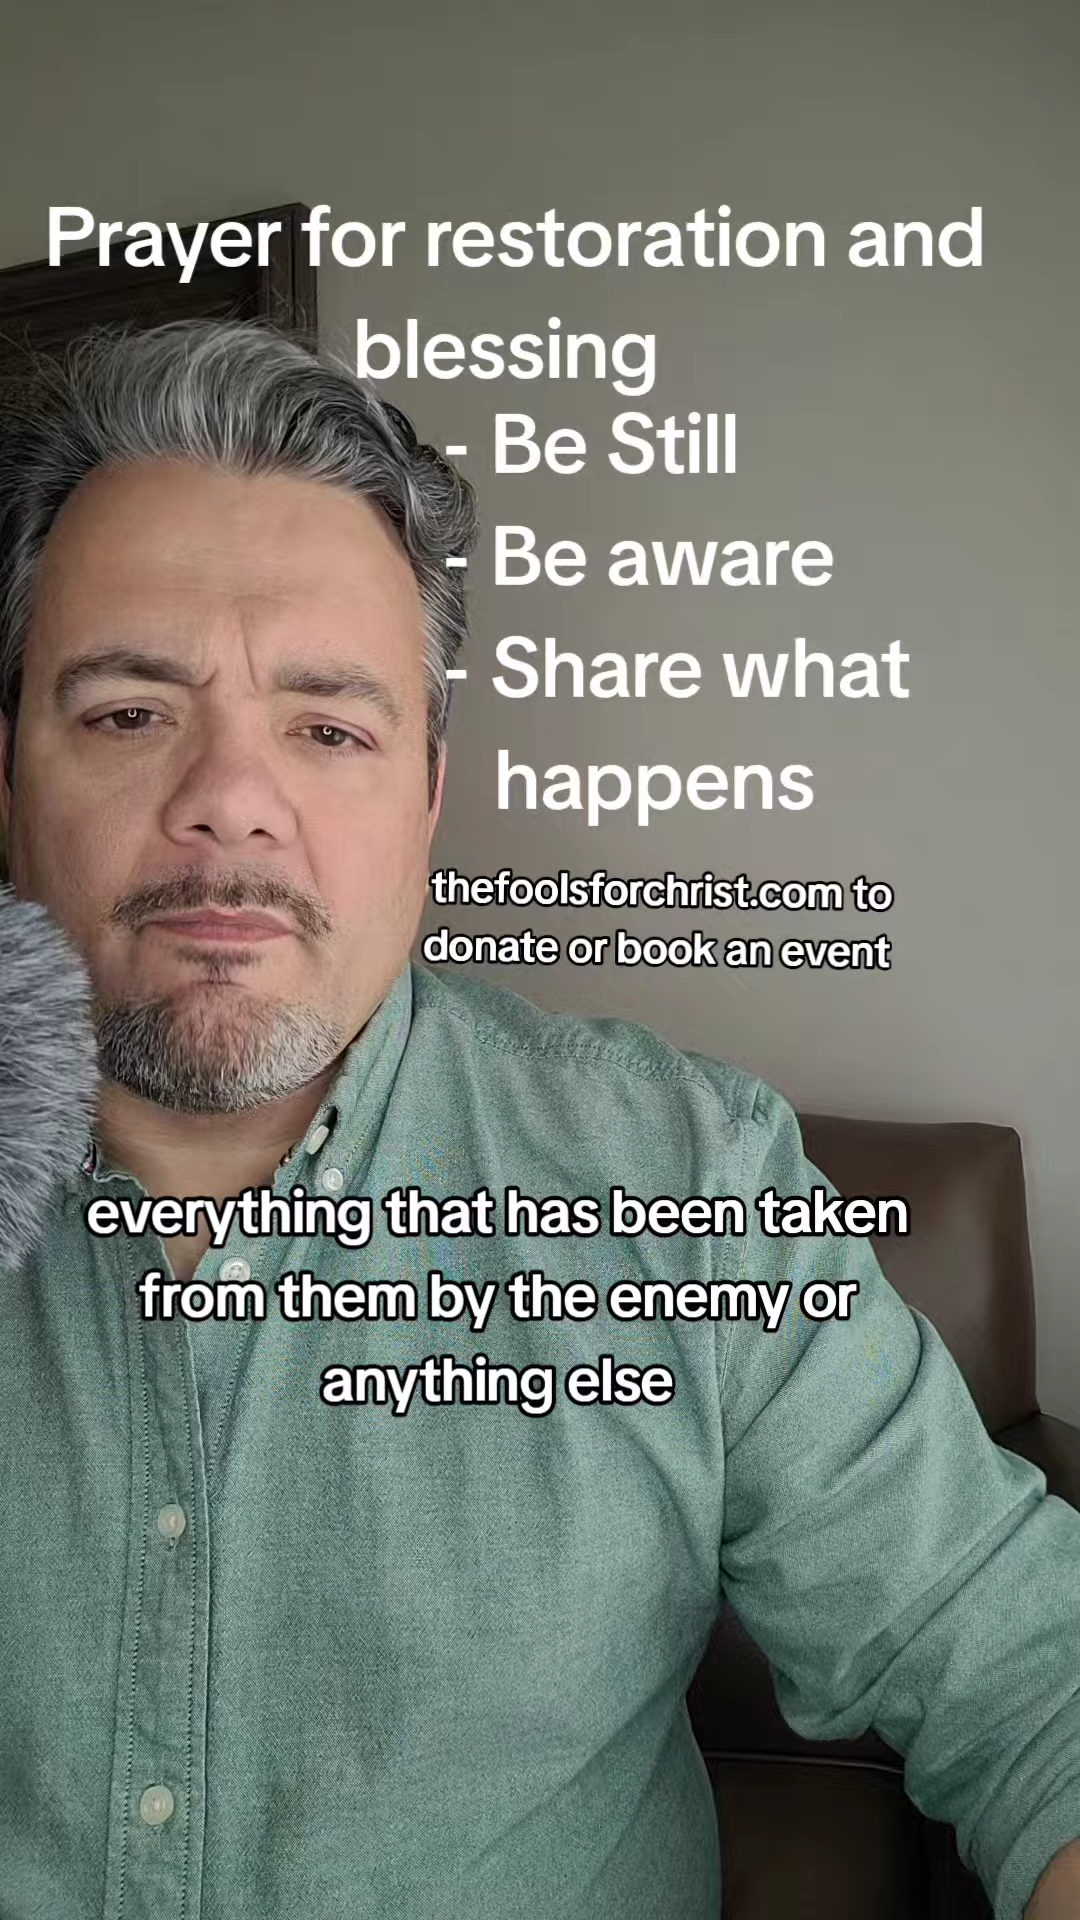 Prayer for restoration and
blessing
- Be Still
- Be aware
- Share what
happens
thefoolsforchrist.com to
donate or book an event
everything that has been taken
from them by the enemy or
anything else